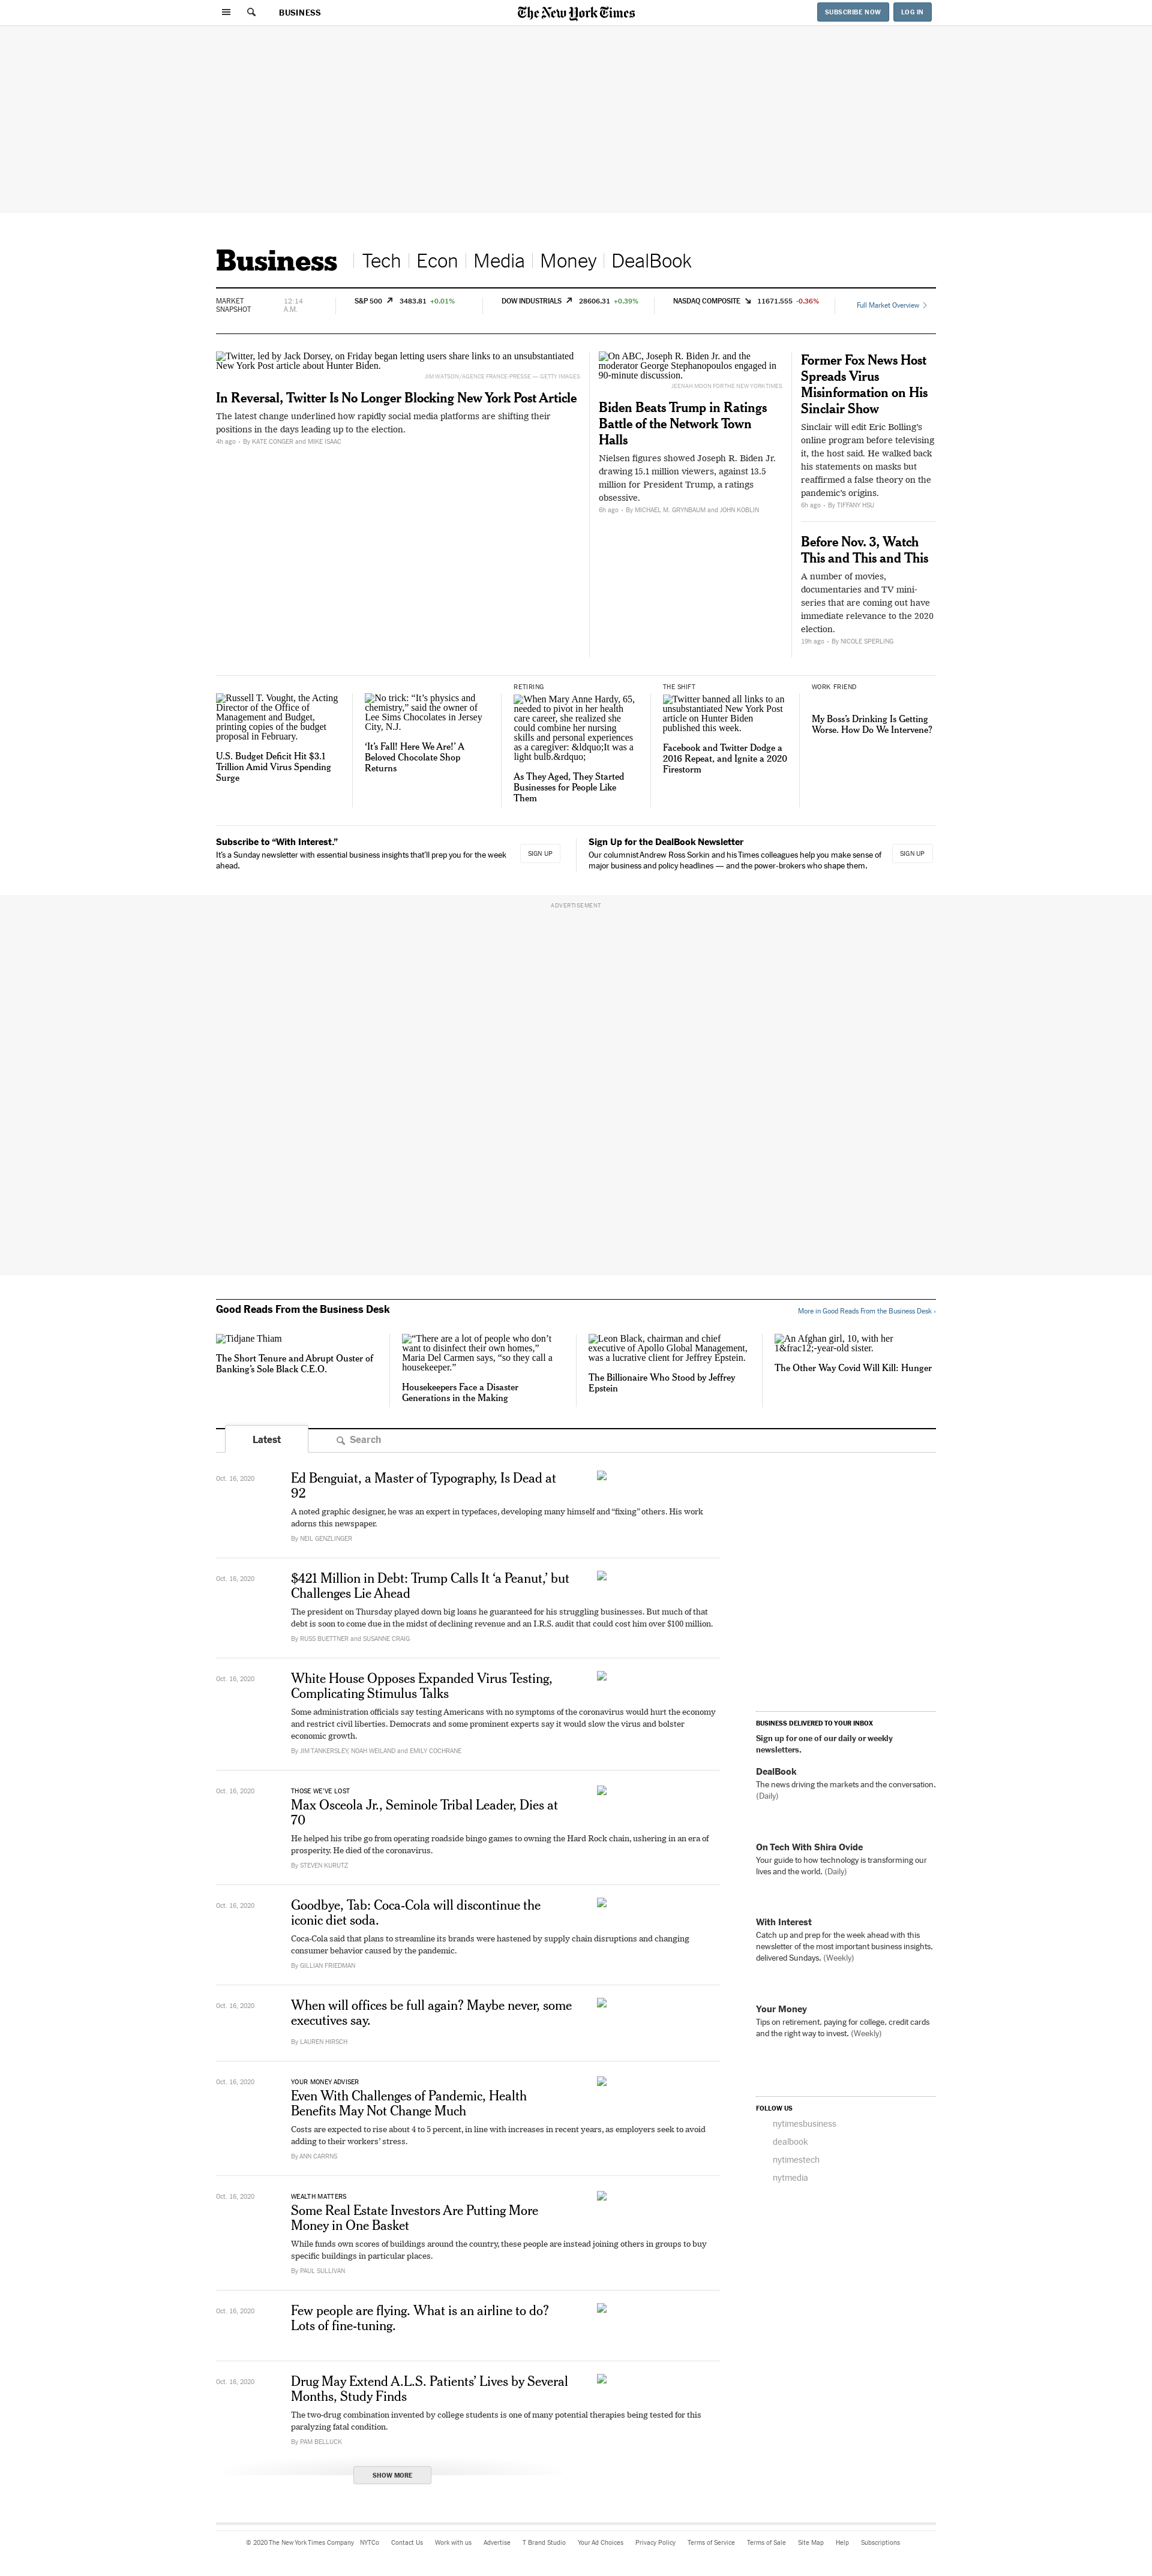 BUSINESS
The New York Times
SUBSCRIBE NOW
LOG IN
Business
Tech
Econ
Media
Money
DealBook
MARKET
SNAPSHOT
12:14
A.M.
S&P 500 3483.81 +0.01%
DOW INDUSTRIALS 28606.31 +0.39%
NASDAQ COMPOSITE 11671.555 -0.36%
Full Market Overview
Twitter, led by Jack Dorsey, on Friday began letting users share links to an unsubstantiated
New York Post article about Hunter Biden.
JIM WATSON/AGENCE FRANCE-PRESSE — GETTY IMAGES
In Reversal, Twitter Is No Longer Blocking New York Post Article
The latest change underlined how rapidly social media platforms are shifting their
positions in the days leading up to the election.
4h ago • By KATE CONGER and MIKE ISAAC
On ABC, Joseph R. Biden Jr. and the
moderator George Stephanopoulos engaged in
90-minute discussion.
JEENAH MOON FOR THE NEW YORK TIMES
Biden Beats Trump in Ratings
Battle of the Network Town
Halls
Nielsen figures showed Joseph R. Biden Jr.
drawing 15.1 million viewers, against 13.5
million for President Trump, a ratings
obsessive.
6h ago • By MICHAEL M. GRYNBAUM and JOHN KOBLIN
Former Fox News Host
Spreads Virus
Misinformation on His
Sinclair Show
Sinclair will edit Eric Bolling's
online program before televising
it, the host said. He walked back
his statements on masks but
reaffirmed a false theory on the
pandemic's origins.
6h ago • By TIFFANY HSU
Before Nov. 3, Watch
This and This and This
A number of movies,
documentaries and TV mini-
series that are coming out have
immediate relevance to the 2020
election.
19h ago • By NICOLE SPERLING
Russell T. Vought, the Acting
Director of the Office of
Management and Budget,
printing copies of the budget
proposal in February.
U.S. Budget Deficit Hit $3.1
Trillion Amid Virus Spending
Surge
No trick: “It's physics and
chemistry,” said the owner of
Lee Sims Chocolates in Jersey
City, N.J.
‘It's Fall! Here We Are!’ A
Beloved Chocolate Shop
Returns
RETIRING
When Mary Anne Hardy, 65,
needed to pivot in her health
care career, she realized she
could combine her nursing
skills and personal experiences
as a caregiver: &ldquo;It was a
light bulb.&rdquo;
As They Aged, They Started
Businesses for People Like
Them
THE SHIFT
Twitter banned all links to an
unsubstantiated New York Post
article on Hunter Biden
published this week.
Facebook and Twitter Dodge a
2016 Repeat, and Ignite a 2020
Firestorm
WORK FRIEND
My Boss's Drinking Is Getting
Worse. How Do We Intervene?
Subscribe to “With Interest.”
It's a Sunday newsletter with essential business insights that'll prep you for the week
ahead.
SIGN UP
Sign Up for the DealBook Newsletter
Our columnist Andrew Ross Sorkin and his Times colleagues help you make sense of
major business and policy headlines — and the power-brokers who shape them.
SIGN UP
ADVERTISEMENT
Good Reads From the Business Desk
More in Good Reads From the Business Desk ›
Tidjane Thiam
The Short Tenure and Abrupt Ouster of
Banking's Sole Black C.E.O.
“There are a lot of people who don't
want to disinfect their own homes,”
Maria Del Carmen says, “so they call a
housekeeper.”
Housekeepers Face a Disaster
Generations in the Making
Leon Black, chairman and chief
executive of Apollo Global Management,
was a lucrative client for Jeffrey Epstein.
The Billionaire Who Stood by Jeffrey
Epstein
An Afghan girl, 10, with her
1&frac12;-year-old sister.
The Other Way Covid Will Kill: Hunger
Latest
Search
Oct. 16, 2020
Ed Benguiat, a Master of Typography, Is Dead at
92
A noted graphic designer, he was an expert in typefaces, developing many himself and “fixing” others. His work
adorns this newspaper.
By NEIL GENZLINGER
Oct. 16, 2020
$421 Million in Debt: Trump Calls It ‘a Peanut,’ but
Challenges Lie Ahead
The president on Thursday played down big loans he guaranteed for his struggling businesses. But much of that
debt is soon to come due in the midst of declining revenue and an I.R.S. audit that could cost him over $100 million.
By RUSS BUETTNER and SUSANNE CRAIG
Oct. 16, 2020
White House Opposes Expanded Virus Testing,
Complicating Stimulus Talks
Some administration officials say testing Americans with no symptoms of the coronavirus would hurt the economy
and restrict civil liberties. Democrats and some prominent experts say it would slow the virus and bolster
economic growth.
By JIM TANKERSLEY, NOAH WEILAND and EMILY COCHRANE
Oct. 16, 2020
THOSE WE'VE LOST
Max Osceola Jr., Seminole Tribal Leader, Dies at
70
He helped his tribe go from operating roadside bingo games to owning the Hard Rock chain, ushering in an era of
prosperity. He died of the coronavirus.
By STEVEN KURUTZ
Oct. 16, 2020
Goodbye, Tab: Coca-Cola will discontinue the
iconic diet soda.
Coca-Cola said that plans to streamline its brands were hastened by supply chain disruptions and changing
consumer behavior caused by the pandemic.
By GILLIAN FRIEDMAN
Oct. 16, 2020
When will offices be full again? Maybe never, some
executives say.
By LAUREN HIRSCH
Oct. 16, 2020
YOUR MONEY ADVISER
Even With Challenges of Pandemic, Health
Benefits May Not Change Much
Costs are expected to rise about 4 to 5 percent, in line with increases in recent years, as employers seek to avoid
adding to their workers' stress.
By ANN CARRNS
Oct. 16, 2020
WEALTH MATTERS
Some Real Estate Investors Are Putting More
Money in One Basket
While funds own scores of buildings around the country, these people are instead joining others in groups to buy
specific buildings in particular places.
By PAUL SULLIVAN
Oct. 16, 2020
Few people are flying. What is an airline to do?
Lots of fine-tuning.
Oct. 16, 2020
Drug May Extend A.L.S. Patients' Lives by Several
Months, Study Finds
The two-drug combination invented by college students is one of many potential therapies being tested for this
paralyzing fatal condition.
By PAM BELLUCK
SHOW MORE
BUSINESS DELIVERED TO YOUR INBOX
Sign up for one of our daily or weekly
newsletters.
DealBook
The news driving the markets and the conversation.
(Daily)
On Tech With Shira Ovide
Your guide to how technology is transforming our
lives and the world. (Daily)
With Interest
Catch up and prep for the week ahead with this
newsletter of the most important business insights,
delivered Sundays. (Weekly)
Your Money
Tips on retirement, paying for college, credit cards
and the right way to invest. (Weekly)
FOLLOW US
nytimesbusiness
dealbook
nytimestech
nytmedia
© 2020 The New York Times Company NYTCo Contact Us Work with us Advertise T Brand Studio Your Ad Choices Privacy Policy Terms of Service Terms of Sale Site Map Help Subscriptions